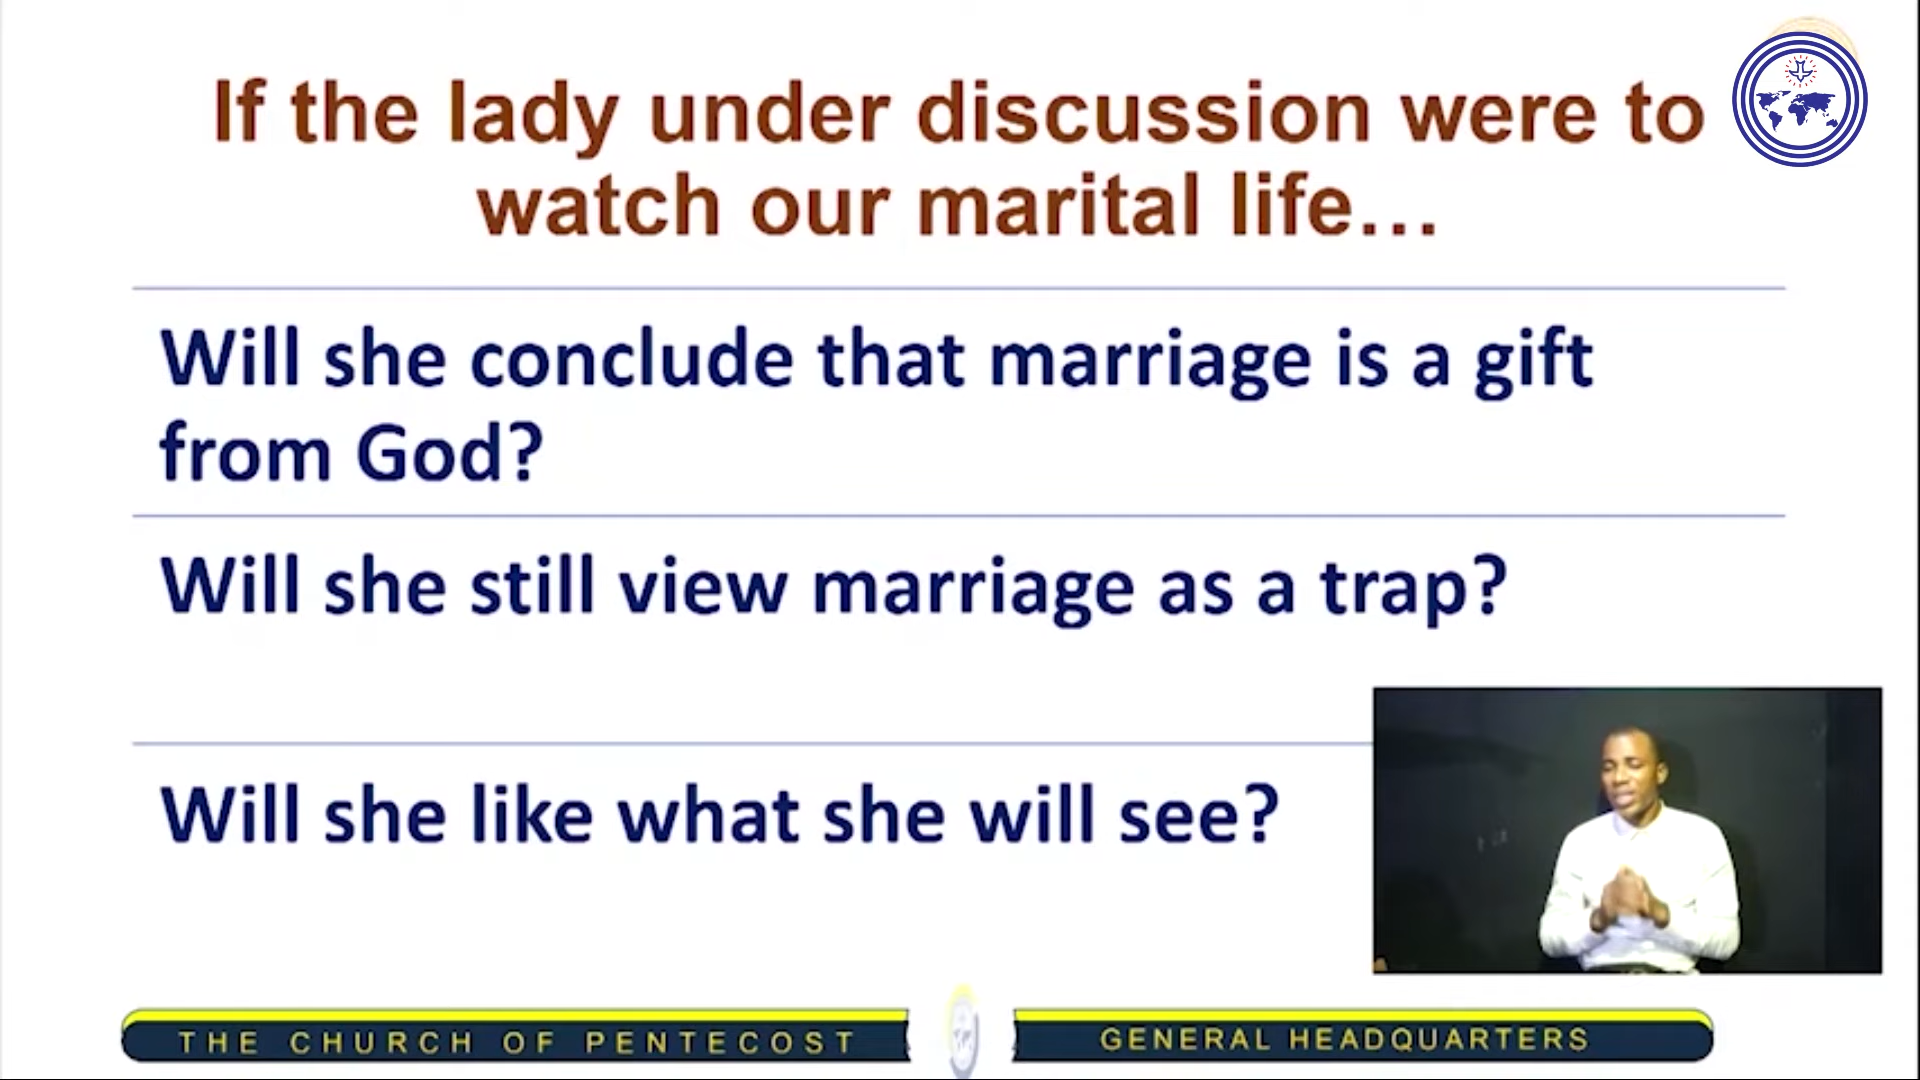 If the lady under discussion were to
watch our marital life...
Will she conclude that marriage is a gift
from God?
Will she still view marriage as a trap?
Will she like what she will see?
THE CHURCH OF PENTECOST
GENERAL HEADQUARTERS